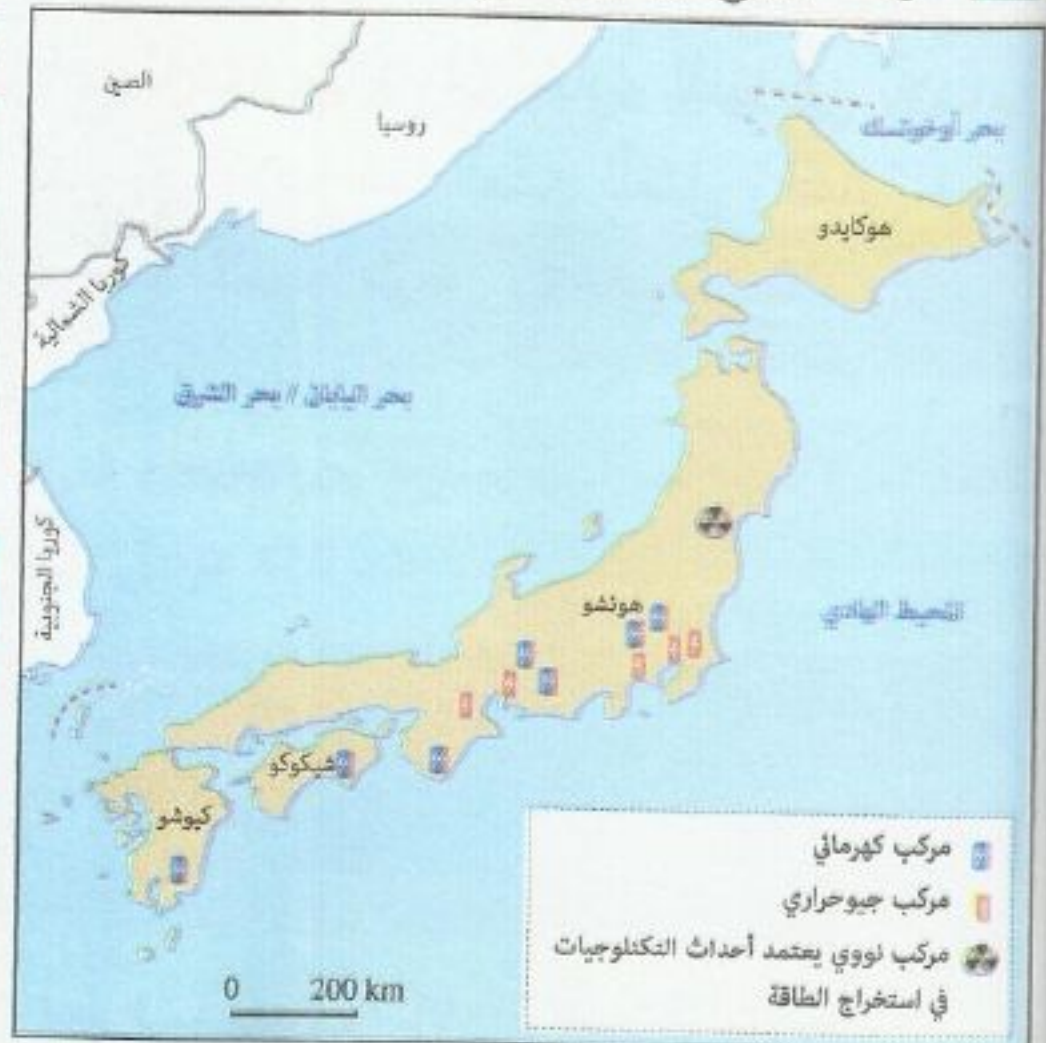 الصين
روسيا
بحر أوخوتسك
هوكايدو
كوريا الشمالية
بحر اليابان // بحر الشرق
كوريا الجنوبية
هونشو
المحيط الهادي
شيكوكو
كيوشو
مركب كهرمائي
مركب جيوحراري
مركب نووي يعتمد أحداث التكنلوجيات
في استخراج الطاقة
0 200 km